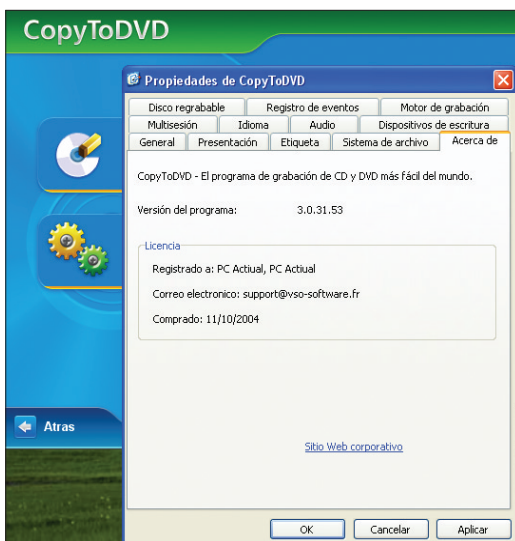 CopyToDVD
Propiedades de CopyToDVD
Disco regrabable Registro de eventos Motor de grabación
Multisesión Idioma Audio Dispositivos de escritura
General Presentación Etiqueta Sistema de archivo Acerca de
CopyToDVD - El programa de grabación de CD y DVD más fácil del mundo.
Versión del programa: 3.0.31.53
Licencia
Registrado a: PC Actiual, PC Actiual
Correo electronico: support@vso-software.fr
Comprado: 11/10/2004
Atras
Sitio Web corporativo
OK Cancelar Aplicar